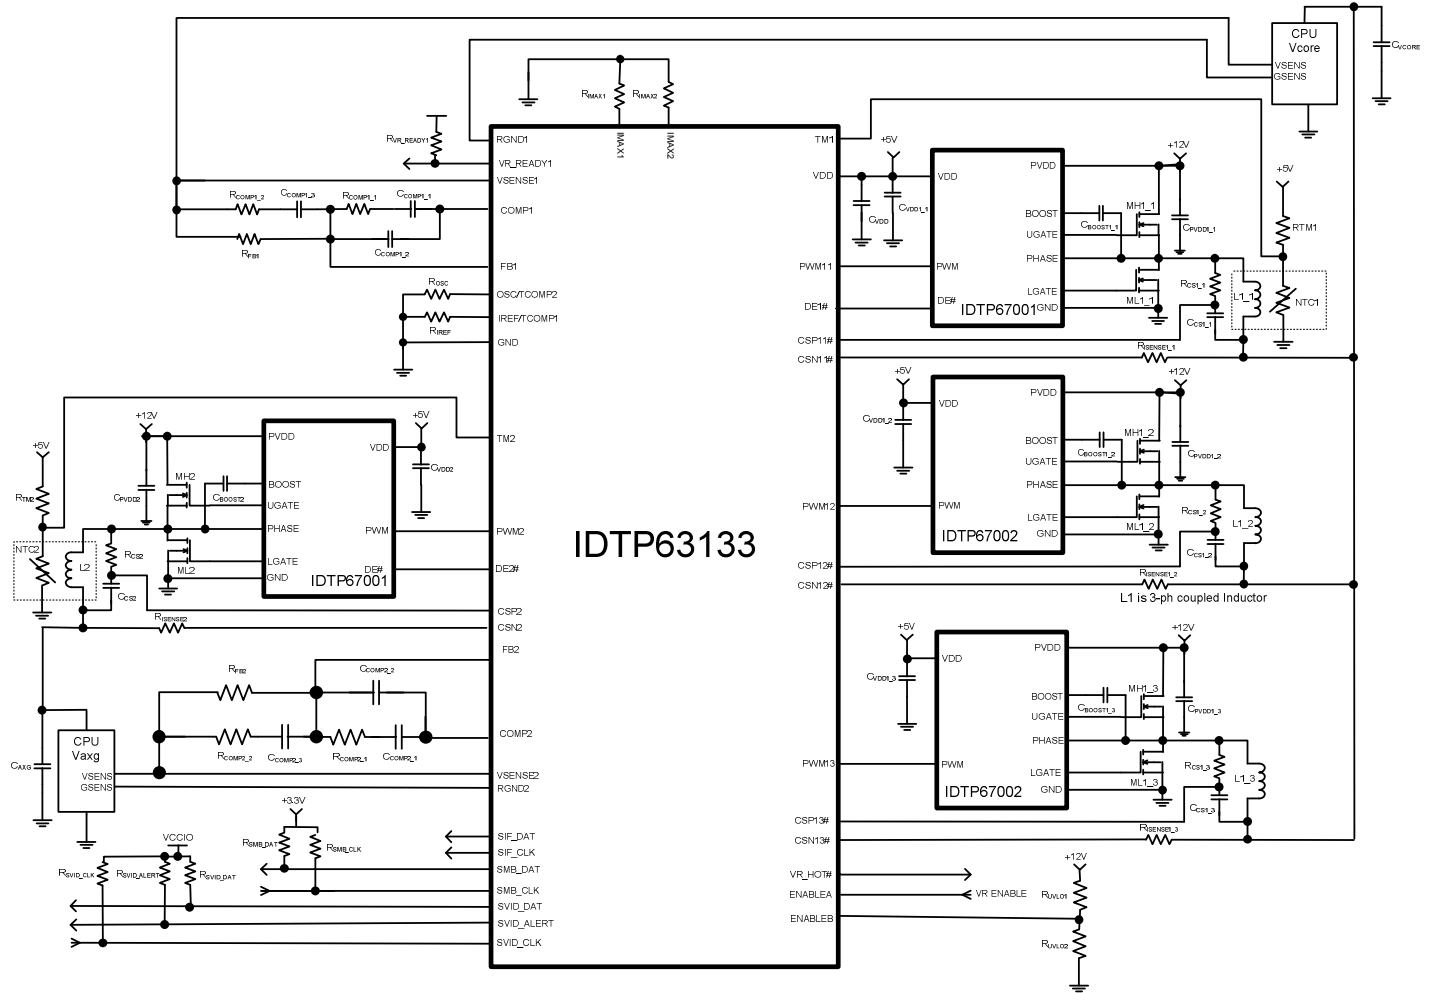 CPU
Vcore
VSENS
GSENS
CVCORE
RIMAX1
RIMAX2
IMAX1
IMAX2
RVR_READY1
RGND1
VR_READY1
VSENSE1
COMP1
FB1
OSC/TCOMP2
IREF/TCOMP1
GND
RCOMP1_2
CCOMP1_3
RCOMP1_1
CCOMP1_1
CCOMP1_2
RFB1
ROSC
RIREF
TM1
VDD
PWM11
DE1#
CSP11#
CSN11#
+5V
CVDD
CVDD1_1
VDD
PWM
DE#
PVDD
BOOST
UGATE
PHASE
LGATE
GND
IDTP67001
+12V
MH1_1
CBOOST1_1
CPVDD1_1
ML1_1
RCS1_1
CCS1_1
L1_1
+5V
RTM1
NTC1
RISENSE1_1
+5V
CVDD1_2
VDD
PWM
PVDD
BOOST
UGATE
PHASE
LGATE
GND
IDTP67002
+12V
MH1_2
CBOOST1_2
CPVDD1_2
ML1_2
RCS1_2
CCS1_2
L1_2
PWM12
CSP12#
CSN12#
RISENSE1_2
L1 is 3-ph coupled Inductor
+5V
CVDD1_3
VDD
PWM
PVDD
BOOST
UGATE
PHASE
LGATE
GND
IDTP67002
+12V
MH1_3
CBOOST1_3
CPVDD1_3
ML1_3
RCS1_3
CCS1_3
L1_3
PWM13
CSP13#
CSN13#
RISENSE1_3
VR_HOT#
ENABLEA
VR ENABLE
ENABLEB
+12V
RUVLO1
RUVLO2
IDTP63133
TM2
PWM2
DE2#
CSP2
CSN2
FB2
COMP2
VSENSE2
RGND2
SIF_DAT
SIF_CLK
SMB_DAT
SMB_CLK
SVID_DAT
SVID_ALERT
SVID_CLK
+5V
RTM2
NTC2
L2
+12V
CPVDD2
MH2
ML2
CBOOST2
RCS2
CCS2
RISENSE2
PVDD
BOOST
UGATE
PHASE
LGATE
GND
VDD
PWM
DE#
IDTP67001
+5V
CVDD2
RFB2
CCOMP2_2
RCOMP2_2
CCOMP2_3
RCOMP2_1
CCOMP2_1
CPU
Vaxg
VSENS
GSENS
CAXG
+3.3V
RSMB_DAT
RSMB_CLK
VCCIO
RSVID_CLK
RSVID_ALERT
RSVID_DAT